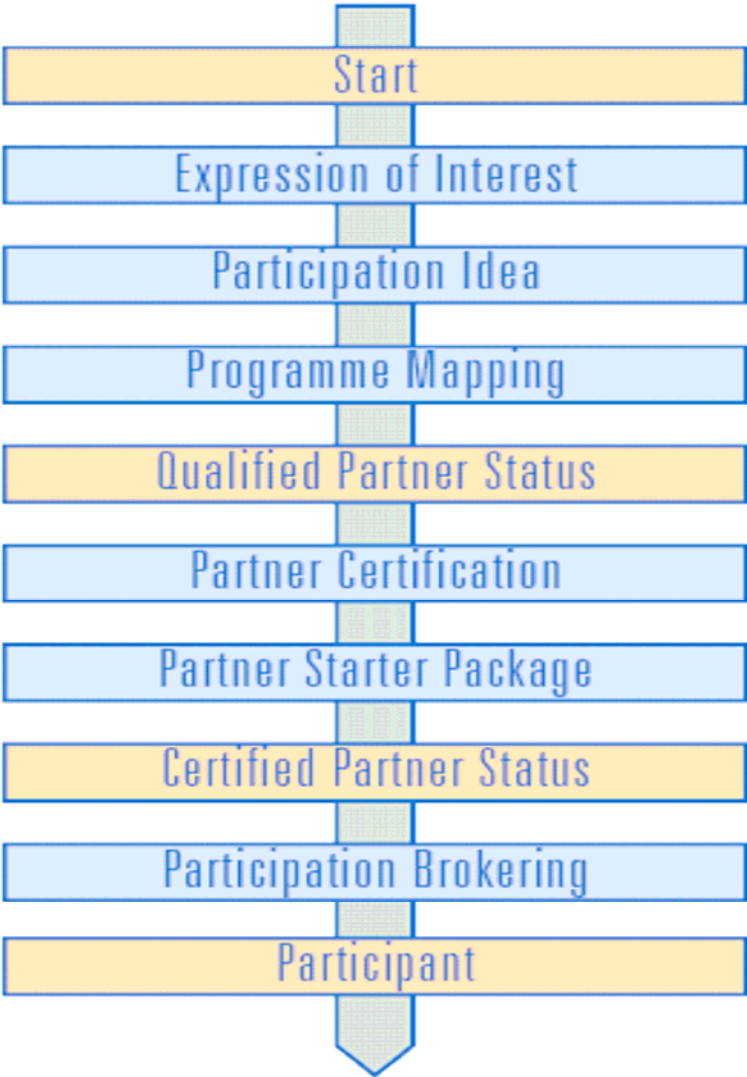 Start
Expression of Interest
Participation Idea
Programme Mapping
Qualified Partner Status
Partner Certification
Partner Starter Package
Certified Partner Status
Participation Brokering
Participant